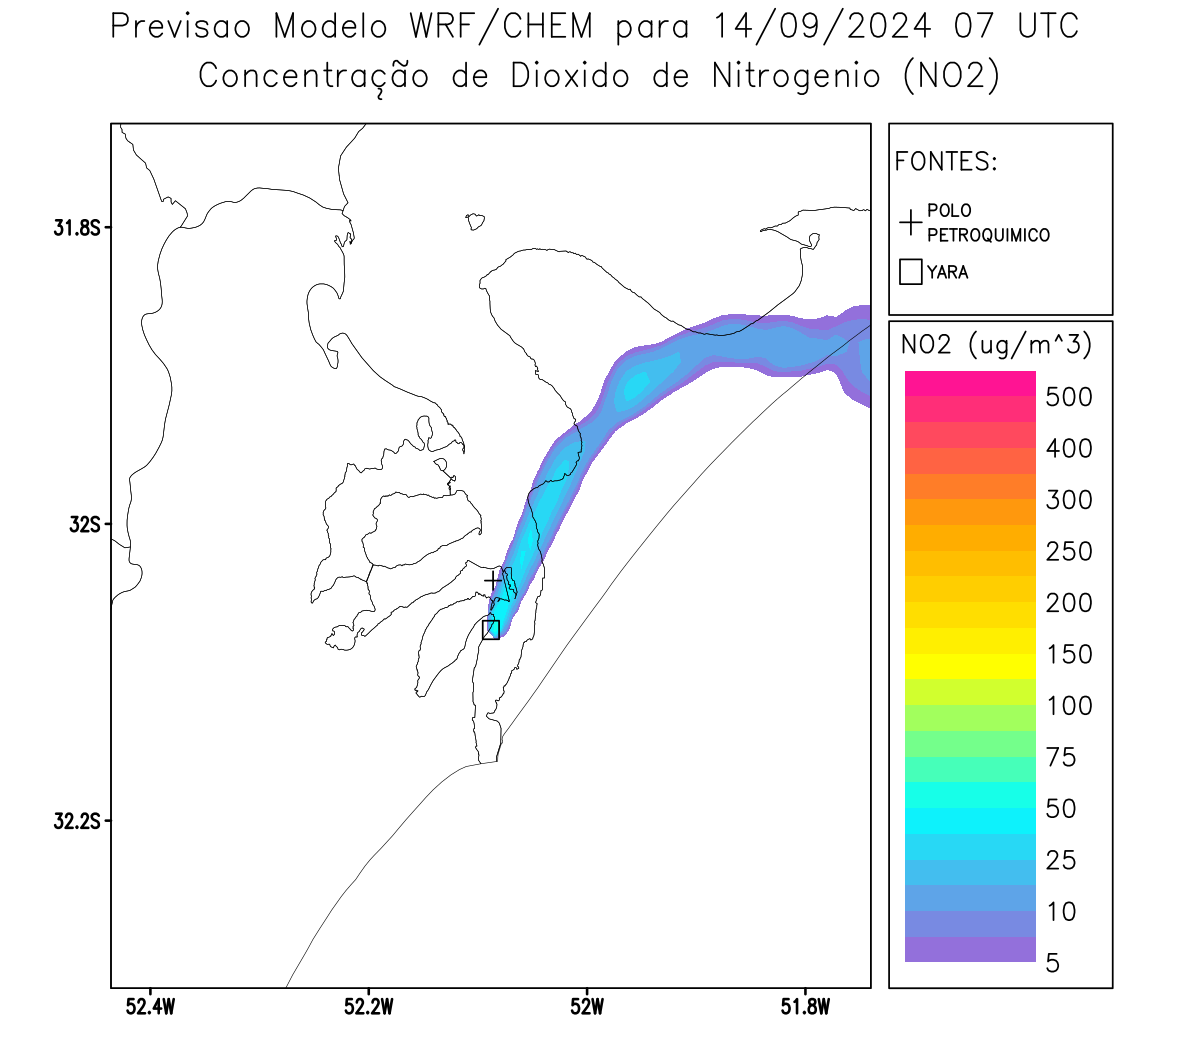 Previsao Modelo WRF/CHEM para 14/09/2024 07 UTC
Concentração de Dioxido de Nitrogenio (NO2)
FONTES:
POLO
PETROQUIMICO
YARA
31.8S
32S
32.2S
52.4W
52.2W
52W
51.8W
NO2 (ug/m^3)
500
400
300
250
200
150
100
75
50
25
10
5